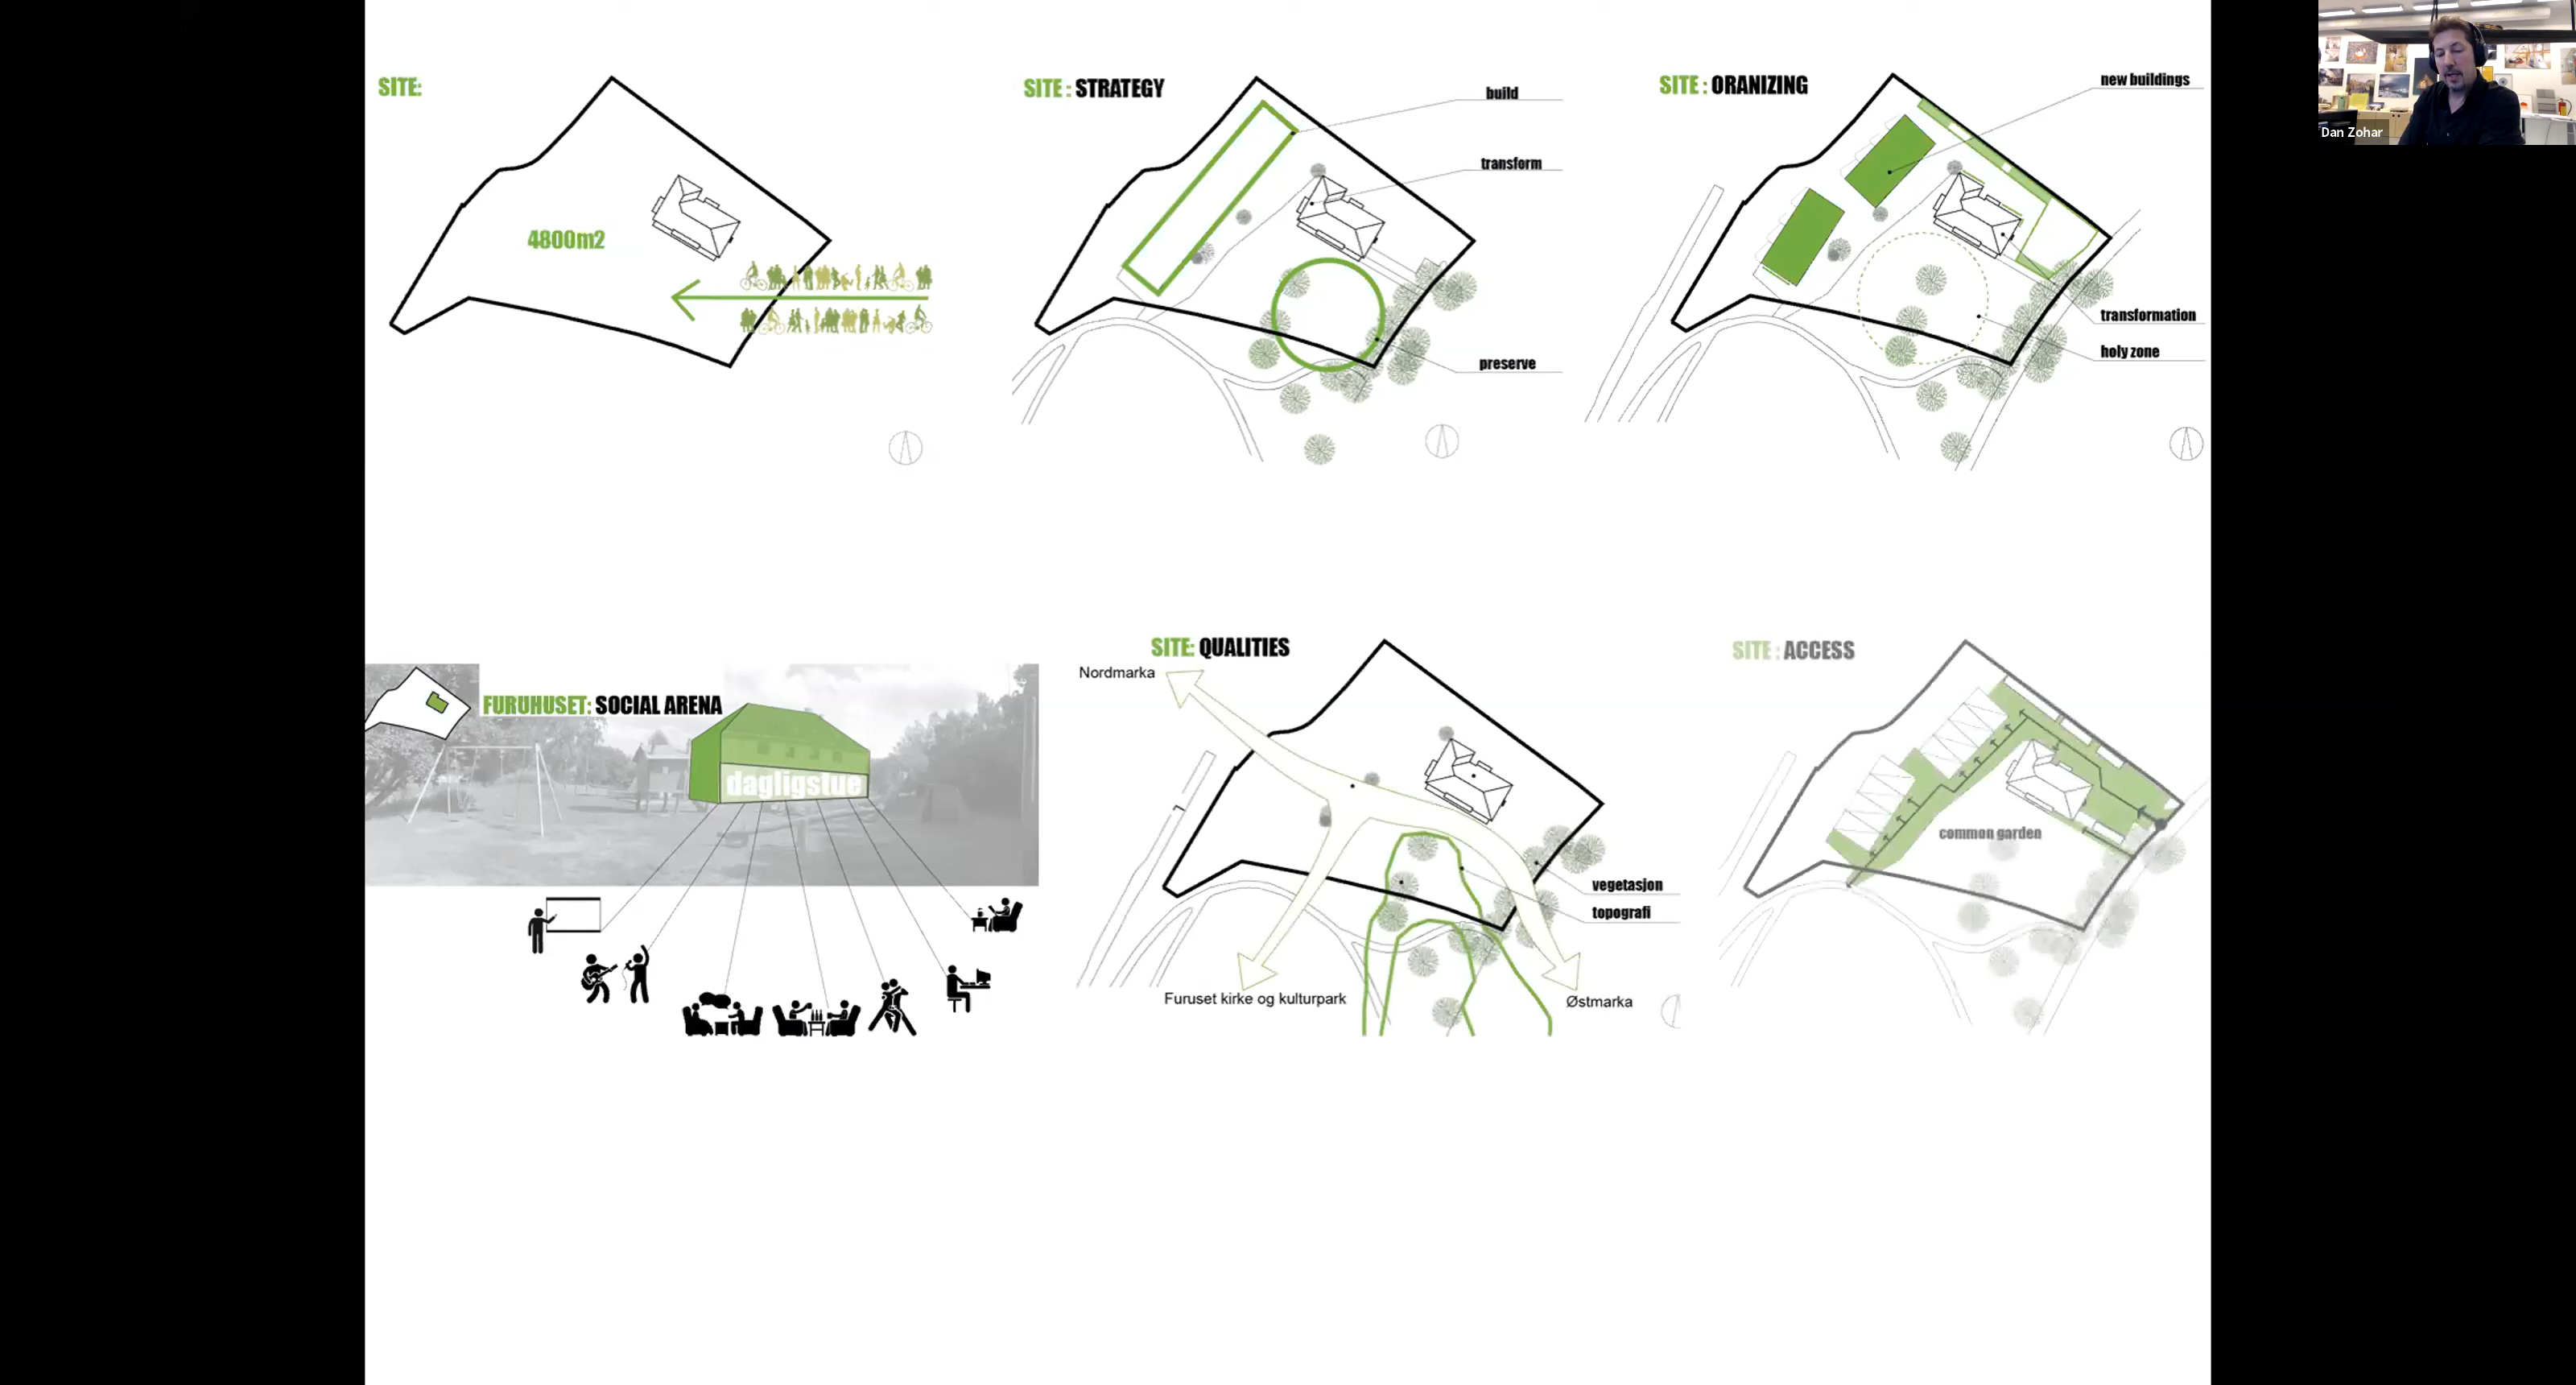 SITE:
4800m2
SITE : STRATEGY
build
transform
preserve
SITE : ORANIZING
new buildings
transformation
holy zone
Dan Zohar
FURUHUSET: SOCIAL ARENA
dagligstue
SITE: QUALITIES
Nordmarka
vegetasjon
topografi
Furuset kirke og kulturpark
Østmarka
SITE : ACCESS
common garden